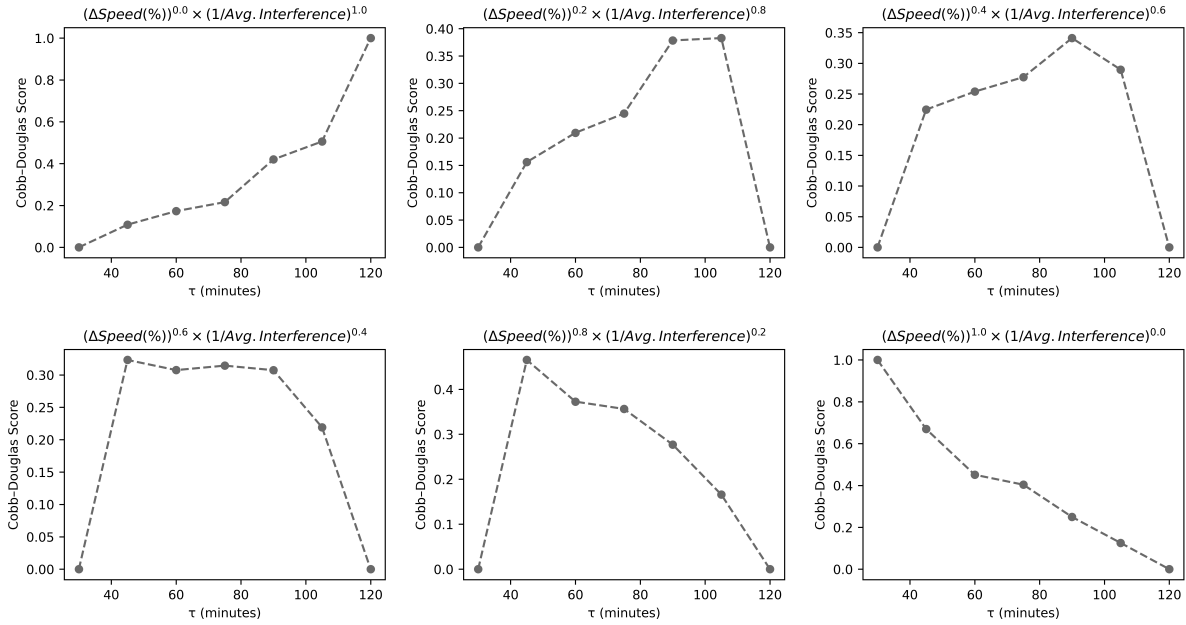 (ΔSpeed(%))^0.0 × (1/Avg. Interference)^1.0
1.0
0.8
0.6
0.4
0.2
0.0
Cobb–Douglas Score
40 60 80 100 120
τ (minutes)
(ΔSpeed(%))^0.2 × (1/Avg. Interference)^0.8
0.40
0.35
0.30
0.25
0.20
0.15
0.10
0.05
0.00
Cobb–Douglas Score
40 60 80 100 120
τ (minutes)
(ΔSpeed(%))^0.4 × (1/Avg. Interference)^0.6
0.35
0.30
0.25
0.20
0.15
0.10
0.05
0.00
Cobb–Douglas Score
40 60 80 100 120
τ (minutes)
(ΔSpeed(%))^0.6 × (1/Avg. Interference)^0.4
0.30
0.25
0.20
0.15
0.10
0.05
0.00
Cobb–Douglas Score
40 60 80 100 120
τ (minutes)
(ΔSpeed(%))^0.8 × (1/Avg. Interference)^0.2
0.4
0.3
0.2
0.1
0.0
Cobb–Douglas Score
40 60 80 100 120
τ (minutes)
(ΔSpeed(%))^1.0 × (1/Avg. Interference)^0.0
1.0
0.8
0.6
0.4
0.2
0.0
Cobb–Douglas Score
40 60 80 100 120
τ (minutes)